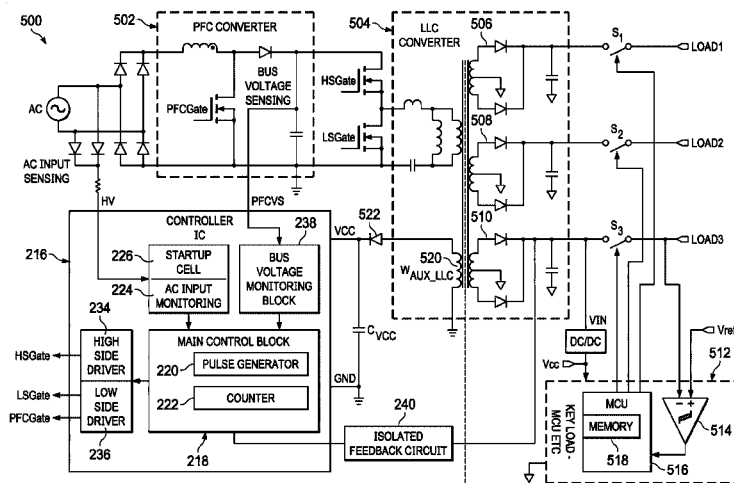 500
502
PFC CONVERTER
240
504
LLC CONVERTER
506
S1
LOAD1
AC
PFCGate
BUS VOLTAGE SENSING
HSGate
LSGate
508
S2
LOAD2
AC INPUT SENSING
HV
PFCVS
238
CONTROLLER IC
VCC
522
510
S3
LOAD3
216
226
STARTUP CELL
224
AC INPUT MONITORING
BUS VOLTAGE MONITORING BLOCK
520
WAUX_LLC
CVCC
VIN
DC/DC
Vref
Vcc
512
234
HIGH SIDE DRIVER
HSGate
MAIN CONTROL BLOCK
220
PULSE GENERATOR
222
COUNTER
GND
LSGate
PFCGate
LOW SIDE DRIVER
236
218
240
ISOLATED FEEDBACK CIRCUIT
KEY LOAD - MCU ETC
MCU
MEMORY
518
516
- +
514